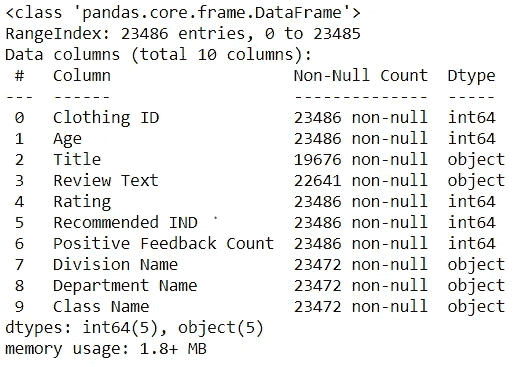 <class 'pandas.core.frame.DataFrame'>
RangeIndex: 23486 entries, 0 to 23485
Data columns (total 10 columns):
 #   Column                   Non-Null Count  Dtype
---  ------                   --------------  -----
 0   Clothing ID              23486 non-null  int64
 1   Age                      23486 non-null  int64
 2   Title                    19676 non-null  object
 3   Review Text              22641 non-null  object
 4   Rating                   23486 non-null  int64
 5   Recommended IND          23486 non-null  int64
 6   Positive Feedback Count  23486 non-null  int64
 7   Division Name            23472 non-null  object
 8   Department Name          23472 non-null  object
 9   Class Name               23472 non-null  object
dtypes: int64(5), object(5)
memory usage: 1.8+ MB